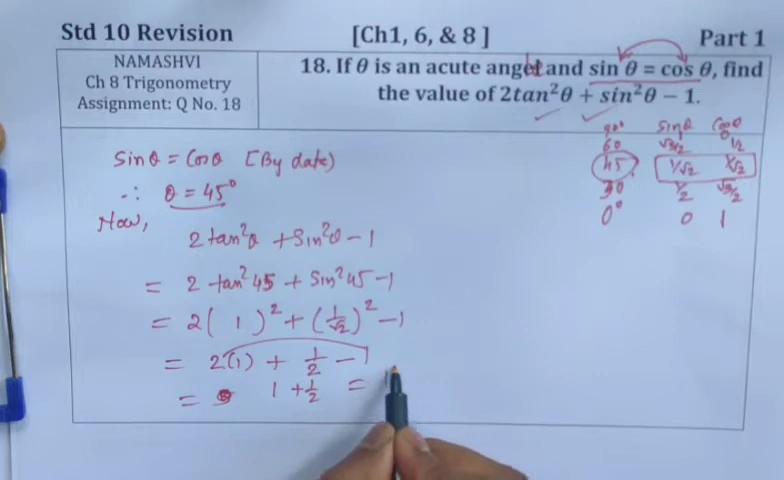 Std 10 Revision [Ch1, 6, & 8 ] Part 1
NAMASHVI
Ch 8 Trigonometry
Assignment: Q No. 18
18. If θ is an acute angel and sin θ = cos θ, find
the value of 2tan²θ + sin²θ − 1.
Sinθ Cosθ
90°
60 √3/2 1/2
45 1/√2 1/√2
30 1/2 √3/2
0° 0 1
Sinθ = Cosθ [By data)
∴ θ = 45°
Now,
2 tan²θ + Sin²θ − 1
= 2 tan²45 + Sin²45 − 1
= 2( 1 )² + (1/√2)² − 1
= 2(1) + 1/2 − 1
= 1 + 1/2 =